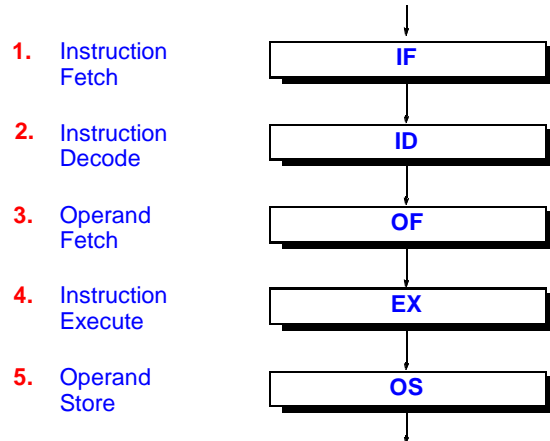 1. Instruction Fetch IF
2. Instruction Decode ID
3. Operand Fetch OF
4. Instruction Execute EX
5. Operand Store OS